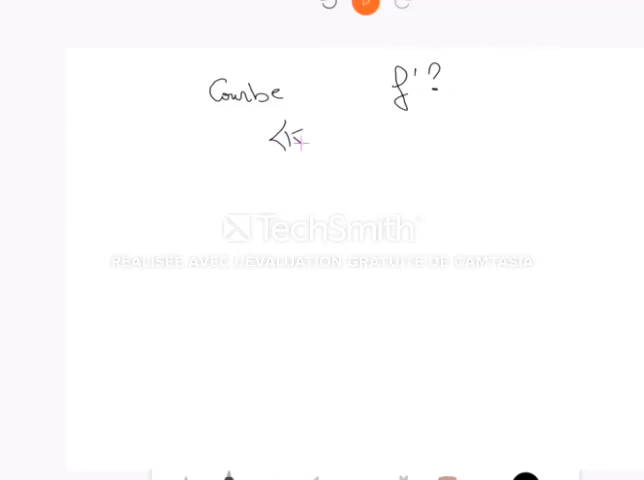 Courbe f'?
TechSmith
RÉALISÉE AVEC L'ÉVALUATION GRATUITE DE CAMTASIA